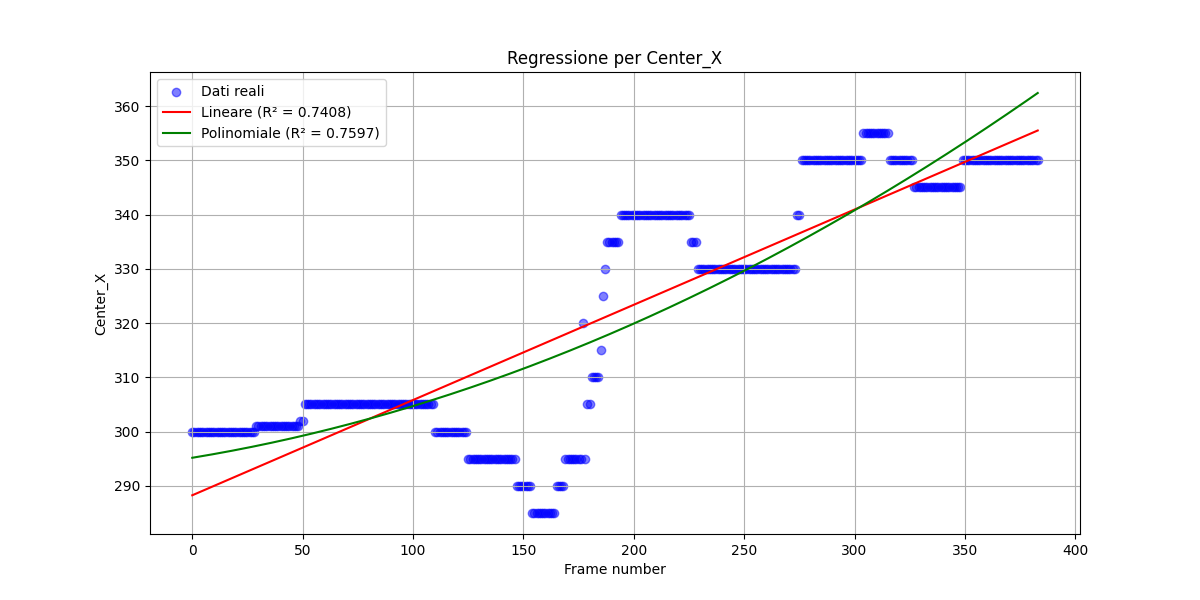 Regressione per Center_X
Dati reali
Lineare (R² = 0.7408)
Polinomiale (R² = 0.7597)
360
350
340
330
320
310
300
290
Center_X
0 50 100 150 200 250 300 350 400
Frame number